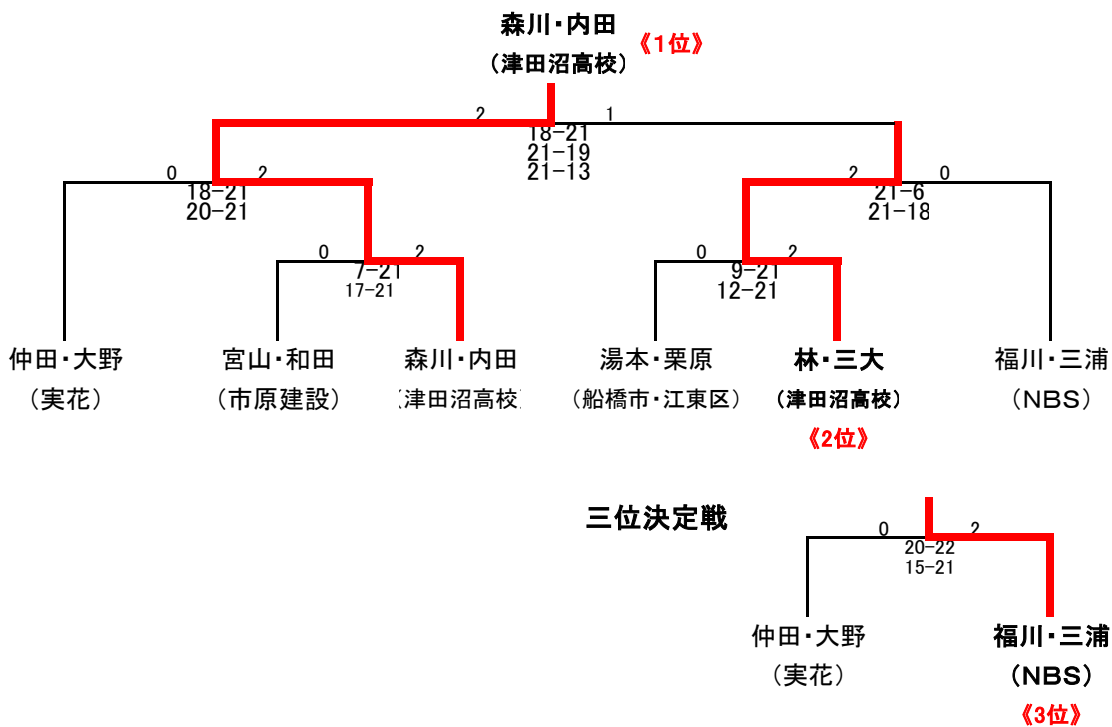 森川・内田
《1位》
(津田沼高校)
2 1
18-21
21-19
21-13
0 2
18-21
20-21
2 0
21-6
21-18
0 2
7-21
17-21
0 2
9-21
12-21
仲田・大野 宮山・和田 森川・内田 湯本・栗原 林・三大 福川・三浦
(実花) (市原建設) (津田沼高校) (船橋市・江東区) (津田沼高校) (NBS)
《2位》
三位決定戦
0 2
20-22
15-21
仲田・大野 福川・三浦
(実花) (NBS)
《3位》